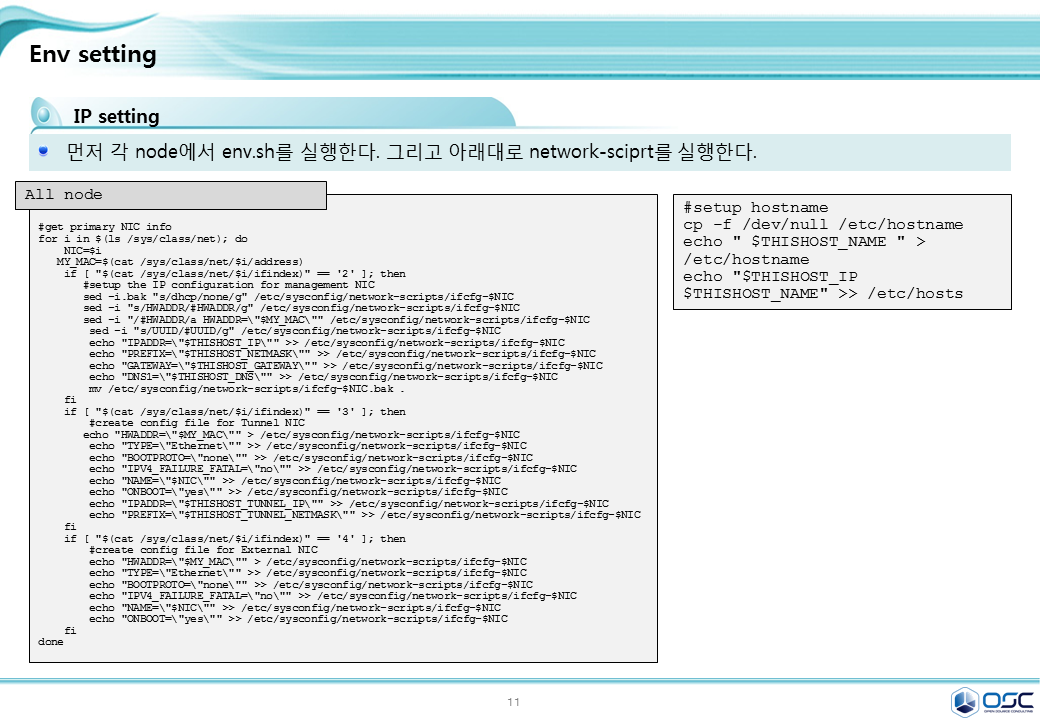 Env setting
IP setting
먼저 각 node에서 env.sh를 실행한다. 그리고 아래대로 network-sciprt를 실행한다.
All node
#get primary NIC info
for i in $(ls /sys/class/net); do
NIC=$i
MY_MAC=$(cat /sys/class/net/$i/address)
if [ "$(cat /sys/class/net/$i/ifindex)" == '2' ]; then
#setup the IP configuration for management NIC
sed -i.bak "s/dhcp/none/g" /etc/sysconfig/network-scripts/ifcfg-$NIC
sed -i "s/HWADDR/#HWADDR/g" /etc/sysconfig/network-scripts/ifcfg-$NIC
sed -i "/#HWADDR/a HWADDR=\"$MY_MAC\"" /etc/sysconfig/network-scripts/ifcfg-$NIC
sed -i "s/UUID/#UUID/g" /etc/sysconfig/network-scripts/ifcfg-$NIC
echo "IPADDR=\"$THISHOST_IP\"" >> /etc/sysconfig/network-scripts/ifcfg-$NIC
echo "PREFIX=\"$THISHOST_NETMASK\"" >> /etc/sysconfig/network-scripts/ifcfg-$NIC
echo "GATEWAY=\"$THISHOST_GATEWAY\"" >> /etc/sysconfig/network-scripts/ifcfg-$NIC
echo "DNS1=\"$THISHOST_DNS\"" >> /etc/sysconfig/network-scripts/ifcfg-$NIC
mv /etc/sysconfig/network-scripts/ifcfg-$NIC.bak .
fi
if [ "$(cat /sys/class/net/$i/ifindex)" == '3' ]; then
#create config file for Tunnel NIC
echo "HWADDR=\"$MY_MAC\"" > /etc/sysconfig/network-scripts/ifcfg-$NIC
echo "TYPE=\"Ethernet\"" >> /etc/sysconfig/network-scripts/ifcfg-$NIC
echo "BOOTPROTO=\"none\"" >> /etc/sysconfig/network-scripts/ifcfg-$NIC
echo "IPV4_FAILURE_FATAL=\"no\"" >> /etc/sysconfig/network-scripts/ifcfg-$NIC
echo "NAME=\"$NIC\"" >> /etc/sysconfig/network-scripts/ifcfg-$NIC
echo "ONBOOT=\"yes\"" >> /etc/sysconfig/network-scripts/ifcfg-$NIC
echo "IPADDR=\"$THISHOST_TUNNEL_IP\"" >> /etc/sysconfig/network-scripts/ifcfg-$NIC
echo "PREFIX=\"$THISHOST_TUNNEL_NETMASK\"" >> /etc/sysconfig/network-scripts/ifcfg-$NIC
fi
if [ "$(cat /sys/class/net/$i/ifindex)" == '4' ]; then
#create config file for External NIC
echo "HWADDR=\"$MY_MAC\"" > /etc/sysconfig/network-scripts/ifcfg-$NIC
echo "TYPE=\"Ethernet\"" >> /etc/sysconfig/network-scripts/ifcfg-$NIC
echo "BOOTPROTO=\"none\"" >> /etc/sysconfig/network-scripts/ifcfg-$NIC
echo "IPV4_FAILURE_FATAL=\"no\"" >> /etc/sysconfig/network-scripts/ifcfg-$NIC
echo "NAME=\"$NIC\"" >> /etc/sysconfig/network-scripts/ifcfg-$NIC
echo "ONBOOT=\"yes\"" >> /etc/sysconfig/network-scripts/ifcfg-$NIC
fi
done
#setup hostname
cp -f /dev/null /etc/hostname
echo " $THISHOST_NAME " >
/etc/hostname
echo "$THISHOST_IP
$THISHOST_NAME" >> /etc/hosts
11
OSC
OPEN SOURCE CONSULTING